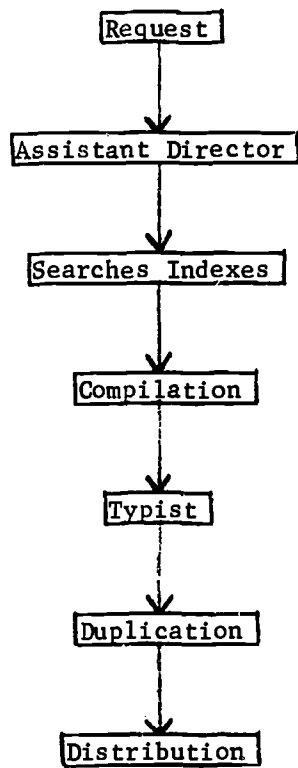 Request
Assistant Director
Searches Indexes
Compilation
Typist
Duplication
Distribution